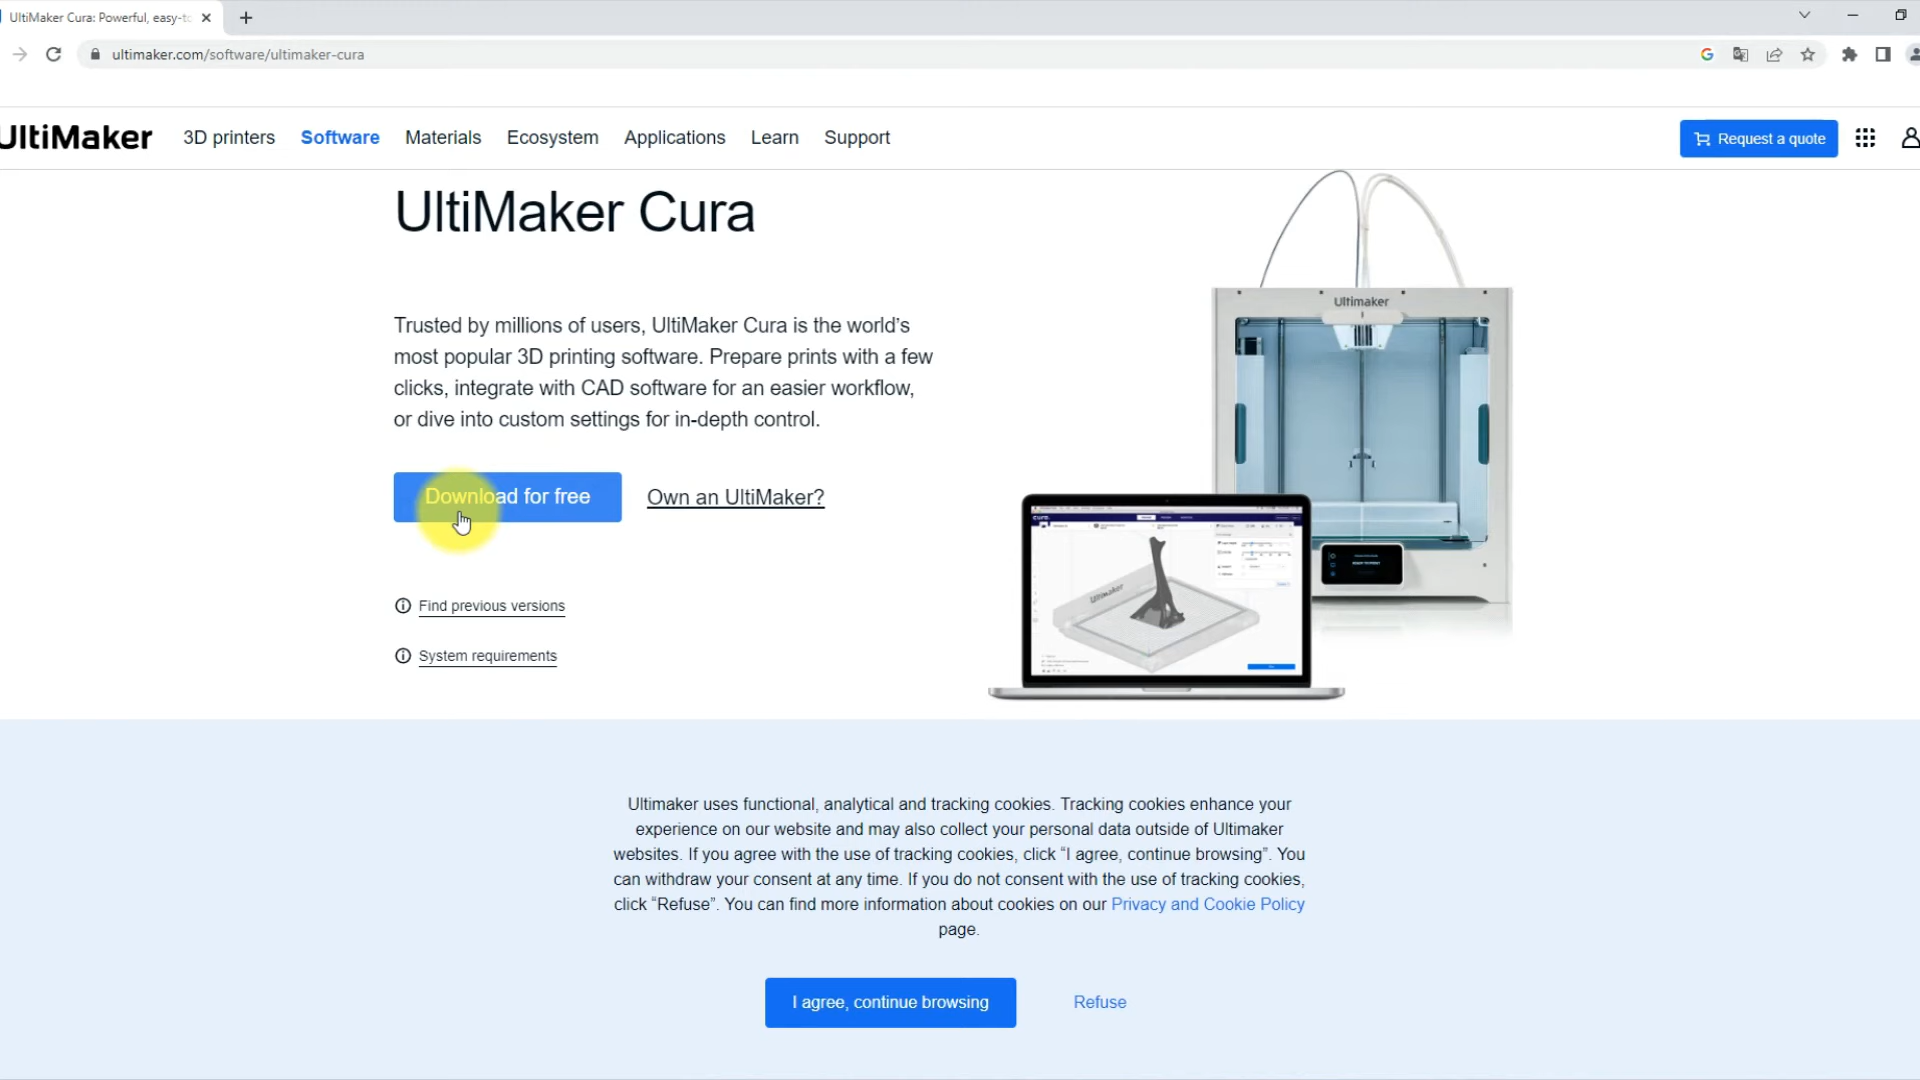 UltiMaker Cura: Powerful, easy-to
ultimaker.com/software/ultimaker-cura
UltiMaker
3D printers
Software
Materials
Ecosystem
Applications
Learn
Support
Request a quote
UltiMaker Cura
Trusted by millions of users, UltiMaker Cura is the world's
most popular 3D printing software. Prepare prints with a few
clicks, integrate with CAD software for an easier workflow,
or dive into custom settings for in-depth control.
Download for free
Own an UltiMaker?
Find previous versions
System requirements
Ultimaker
Ultimaker
Ultimaker uses functional, analytical and tracking cookies. Tracking cookies enhance your
experience on our website and may also collect your personal data outside of Ultimaker
websites. If you agree with the use of tracking cookies, click “I agree, continue browsing”. You
can withdraw your consent at any time. If you do not consent with the use of tracking cookies,
click “Refuse”. You can find more information about cookies on our Privacy and Cookie Policy
page.
I agree, continue browsing
Refuse